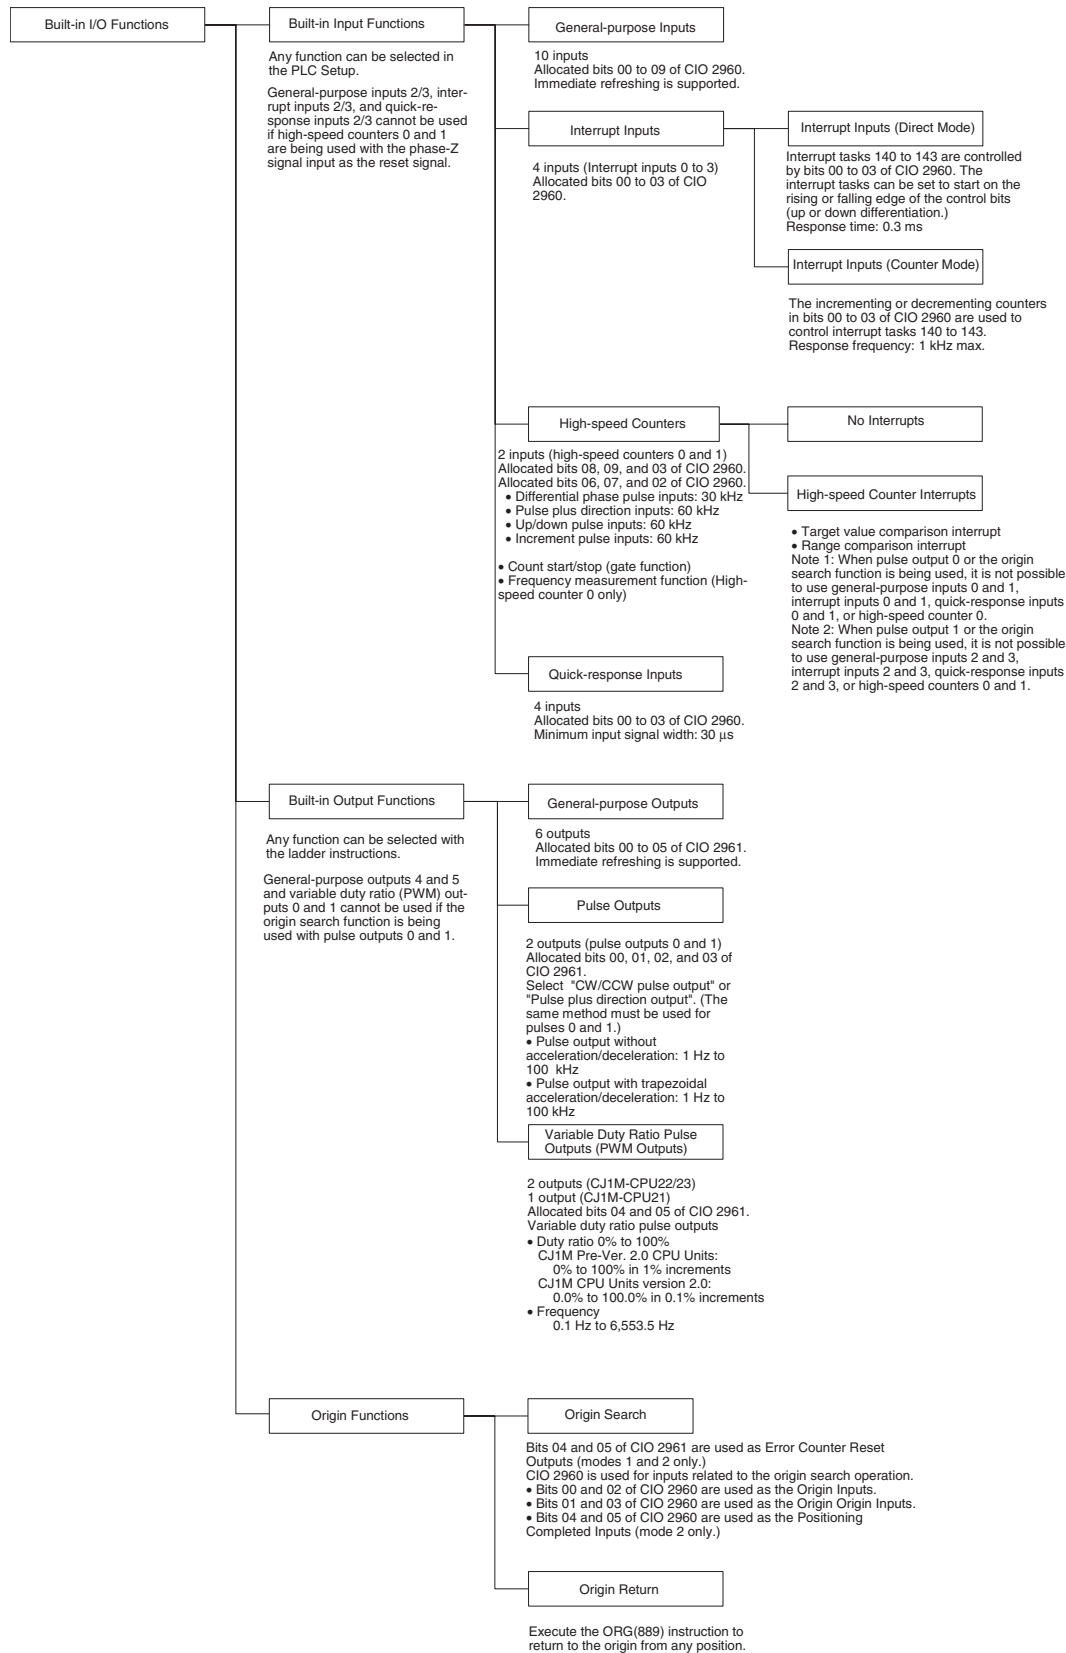 Built-in I/O Functions
Built-in Input Functions
Any function can be selected in
the PLC Setup.
General-purpose inputs 2/3, inter-
rupt inputs 2/3, and quick-re-
sponse inputs 2/3 cannot be used
if high-speed counters 0 and 1
are being used with the phase-Z
signal input as the reset signal.
General-purpose Inputs
10 inputs
Allocated bits 00 to 09 of CIO 2960.
Immediate refreshing is supported.
Interrupt Inputs
4 inputs (Interrupt inputs 0 to 3)
Allocated bits 00 to 03 of CIO
2960.
Interrupt Inputs (Direct Mode)
Interrupt tasks 140 to 143 are controlled
by bits 00 to 03 of CIO 2960. The
interrupt tasks can be set to start on the
rising or falling edge of the control bits
(up or down differentiation.)
Response time: 0.3 ms
Interrupt Inputs (Counter Mode)
The incrementing or decrementing counters
in bits 00 to 03 of CIO 2960 are used to
control interrupt tasks 140 to 143.
Response frequency: 1 kHz max.
High-speed Counters
2 inputs (high-speed counters 0 and 1)
Allocated bits 08, 09, and 03 of CIO 2960.
Allocated bits 06, 07, and 02 of CIO 2960.
• Differential phase pulse inputs: 30 kHz
• Pulse plus direction inputs: 60 kHz
• Up/down pulse inputs: 60 kHz
• Increment pulse inputs: 60 kHz
• Count start/stop (gate function)
• Frequency measurement function (High-
speed counter 0 only)
No Interrupts
High-speed Counter Interrupts
• Target value comparison interrupt
• Range comparison interrupt
Note 1: When pulse output 0 or the origin
search function is being used, it is not possible
to use general-purpose inputs 0 and 1,
interrupt inputs 0 and 1, quick-response inputs
0 and 1, or high-speed counter 0.
Note 2: When pulse output 1 or the origin
search function is being used, it is not possible
to use general-purpose inputs 2 and 3,
interrupt inputs 2 and 3, quick-response inputs
2 and 3, or high-speed counters 0 and 1.
Quick-response Inputs
4 inputs
Allocated bits 00 to 03 of CIO 2960.
Minimum input signal width: 30 μs
Built-in Output Functions
Any function can be selected with
the ladder instructions.
General-purpose outputs 4 and 5
and variable duty ratio (PWM) out-
puts 0 and 1 cannot be used if the
origin search function is being
used with pulse outputs 0 and 1.
General-purpose Outputs
6 outputs
Allocated bits 00 to 05 of CIO 2961.
Immediate refreshing is supported.
Pulse Outputs
2 outputs (pulse outputs 0 and 1)
Allocated bits 00, 01, 02, and 03 of
CIO 2961.
Select "CW/CCW pulse output" or
"Pulse plus direction output". (The
same method must be used for
pulses 0 and 1.)
• Pulse output without
acceleration/deceleration: 1 Hz to
100 kHz
• Pulse output with trapezoidal
acceleration/deceleration: 1 Hz to
100 kHz
Variable Duty Ratio Pulse
Outputs (PWM Outputs)
2 outputs (CJ1M-CPU22/23)
1 output (CJ1M-CPU21)
Allocated bits 04 and 05 of CIO 2961.
Variable duty ratio pulse outputs
• Duty ratio 0% to 100%
CJ1M Pre-Ver. 2.0 CPU Units:
0% to 100% in 1% increments
CJ1M CPU Units version 2.0:
0.0% to 100.0% in 0.1% increments
• Frequency
0.1 Hz to 6,553.5 Hz
Origin Functions
Origin Search
Bits 04 and 05 of CIO 2961 are used as Error Counter Reset
Outputs (modes 1 and 2 only.)
CIO 2960 is used for inputs related to the origin search operation.
• Bits 00 and 02 of CIO 2960 are used as the Origin Inputs.
• Bits 01 and 03 of CIO 2960 are used as the Origin Origin Inputs.
• Bits 04 and 05 of CIO 2960 are used as the Positioning
Completed Inputs (mode 2 only.)
Origin Return
Execute the ORG(889) instruction to
return to the origin from any position.